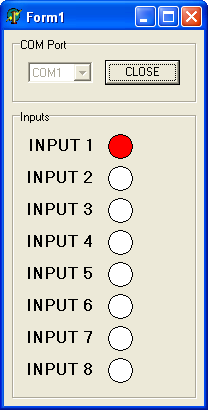 Form1
COM Port
COM1 CLOSE
Inputs
INPUT 1
INPUT 2
INPUT 3
INPUT 4
INPUT 5
INPUT 6
INPUT 7
INPUT 8